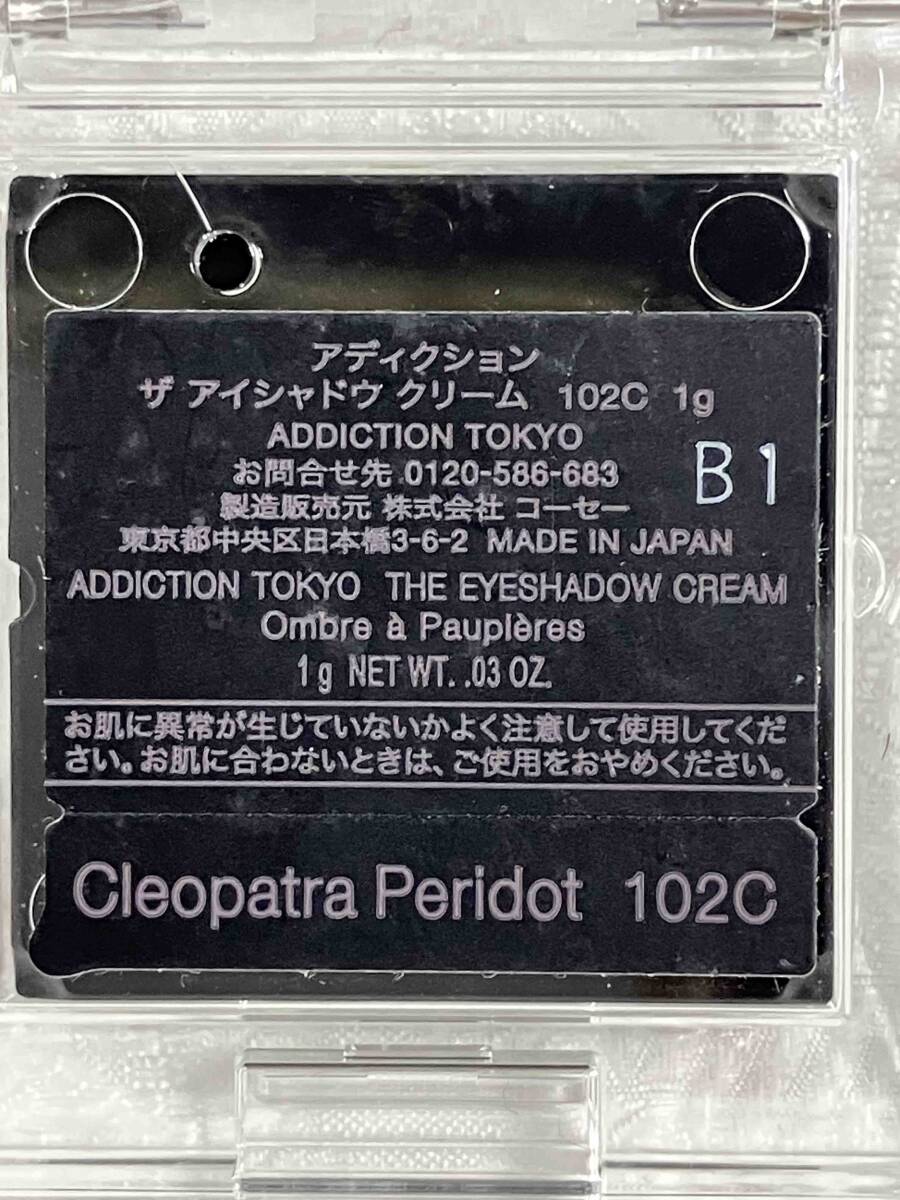 アディクション
ザ アイシャドウ クリーム 102C 1g
ADDICTION TOKYO
お問合せ先 0120-586-683
B1
製造販売元 株式会社 コーセー
東京都中央区日本橋3-6-2 MADE IN JAPAN
ADDICTION TOKYO THE EYESHADOW CREAM
Ombre à Paupières
1g NET WT. .03 OZ.
お肌に異常が生じていないかよく注意して使用してくだ
さい。お肌に合わないときは、ご使用をおやめください。
Cleopatra Peridot 102C